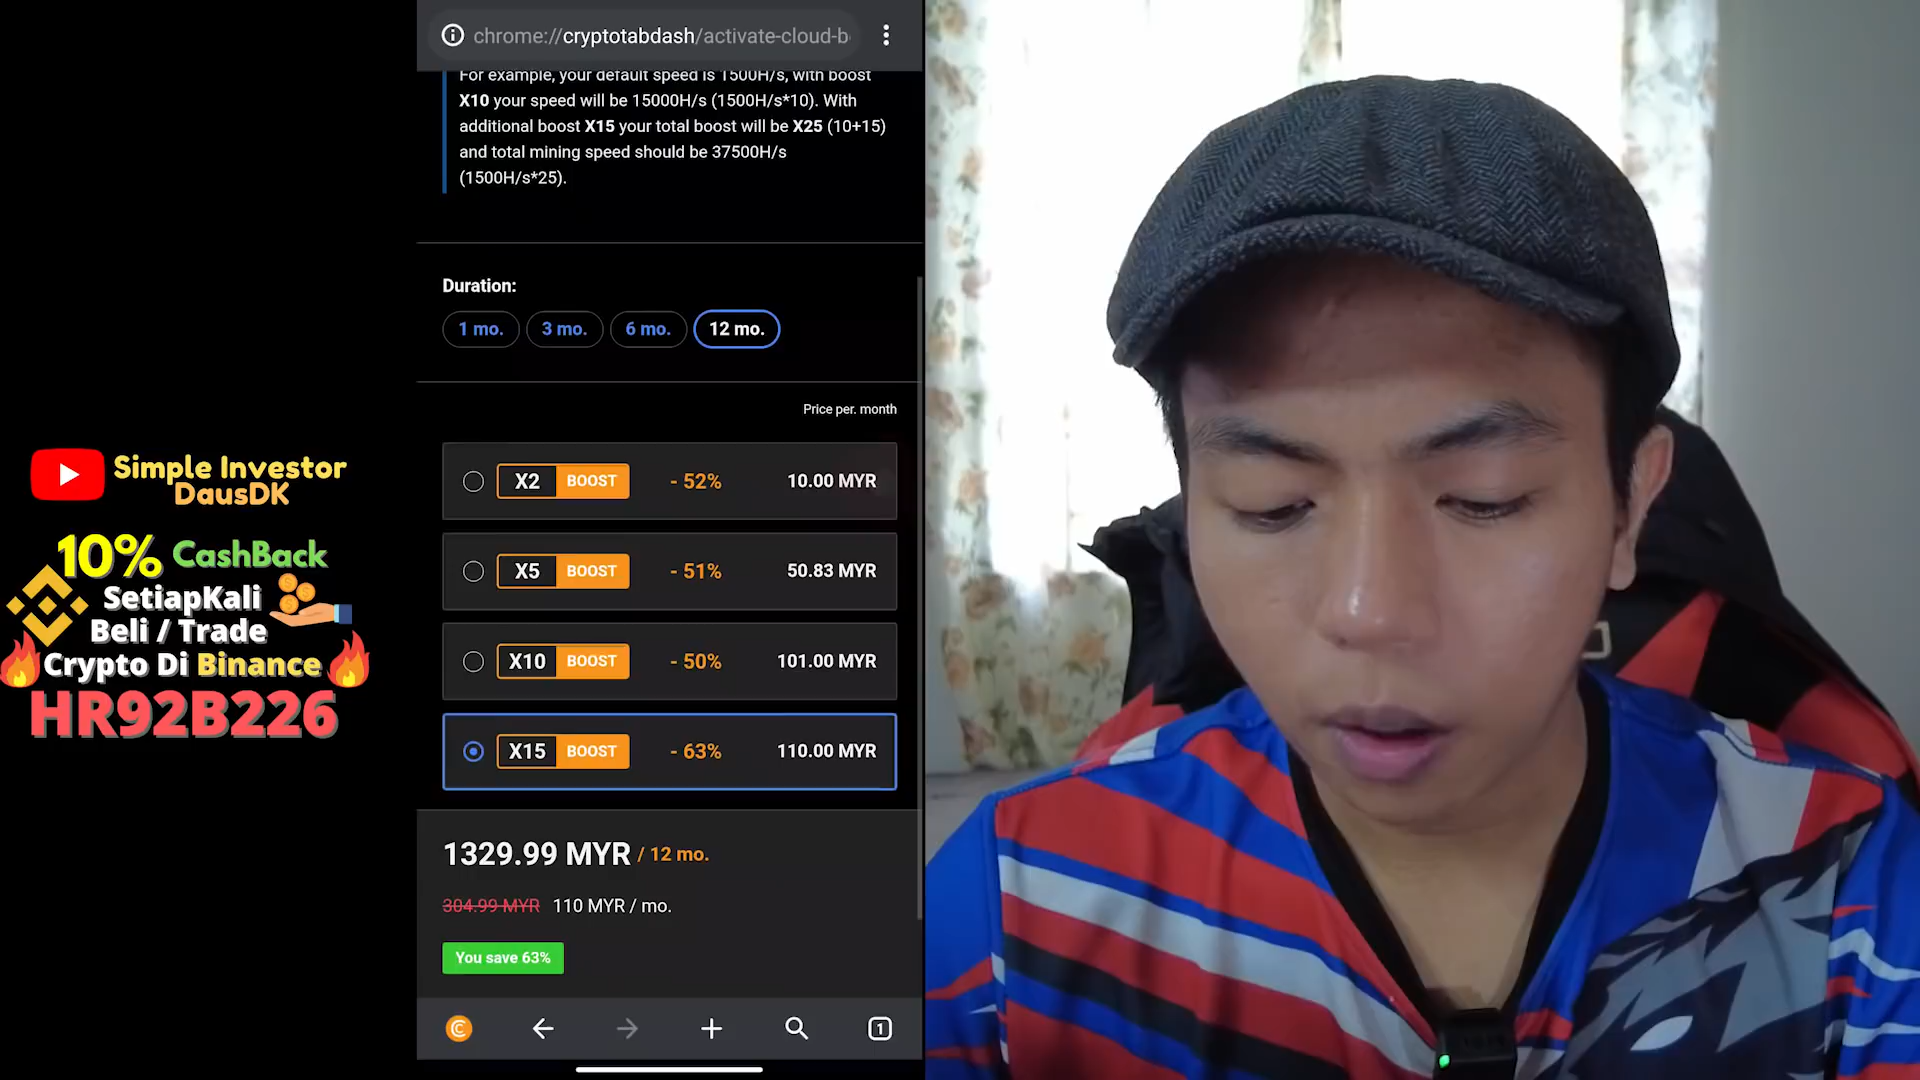 Simple Investor
DausDK
10% CashBack
SetiapKali
Beli / Trade
Crypto Di Binance
HR92B226
chrome://cryptotabdash/activate-cloud-b
For example, your default speed is 1500H/s, with boost
X10 your speed will be 15000H/s (1500H/s*10). With
additional boost X15 your total boost will be X25 (10+15)
and total mining speed should be 37500H/s
(1500H/s*25).
Duration:
1 mo. 3 mo. 6 mo. 12 mo.
Price per. month
X2 BOOST - 52% 10.00 MYR
X5 BOOST - 51% 50.83 MYR
X10 BOOST - 50% 101.00 MYR
X15 BOOST - 63% 110.00 MYR
1329.99 MYR / 12 mo.
304.99 MYR 110 MYR / mo.
You save 63%
1